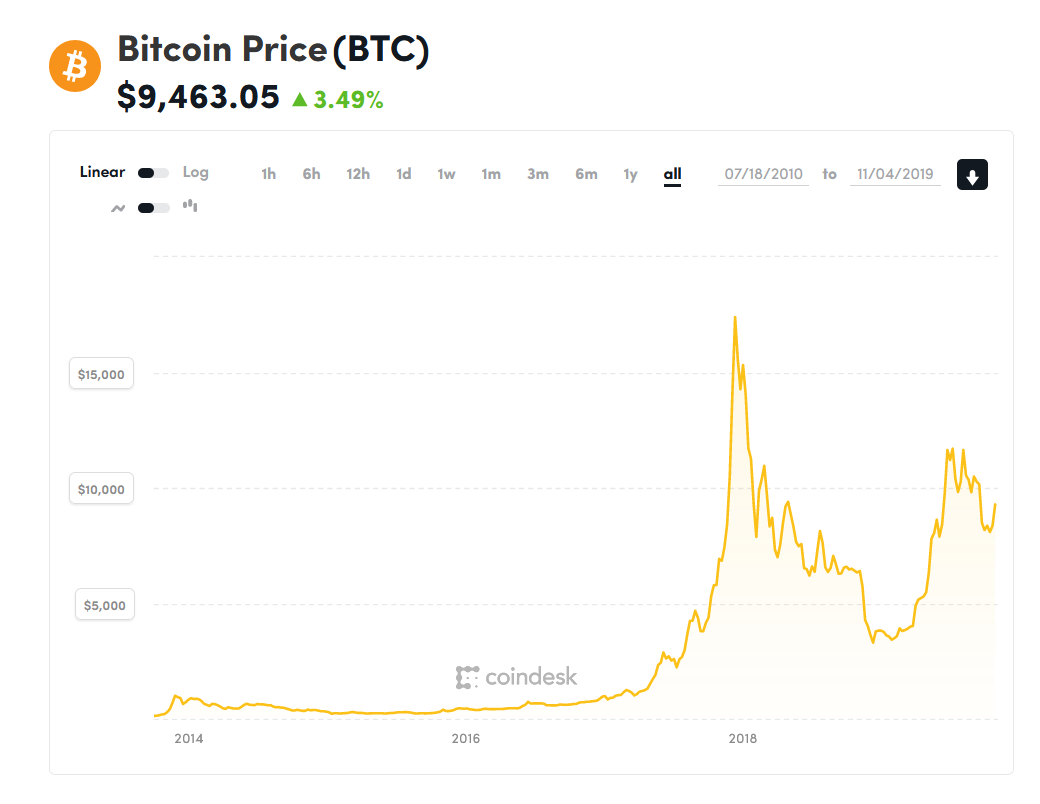 Bitcoin Price (BTC)
$9,463.05 ▲ 3.49%
Linear Log 1h 6h 12h 1d 1w 1m 3m 6m 1y all 07/18/2010 to 11/04/2019
$15,000
$10,000
$5,000
coindesk
2014 2016 2018